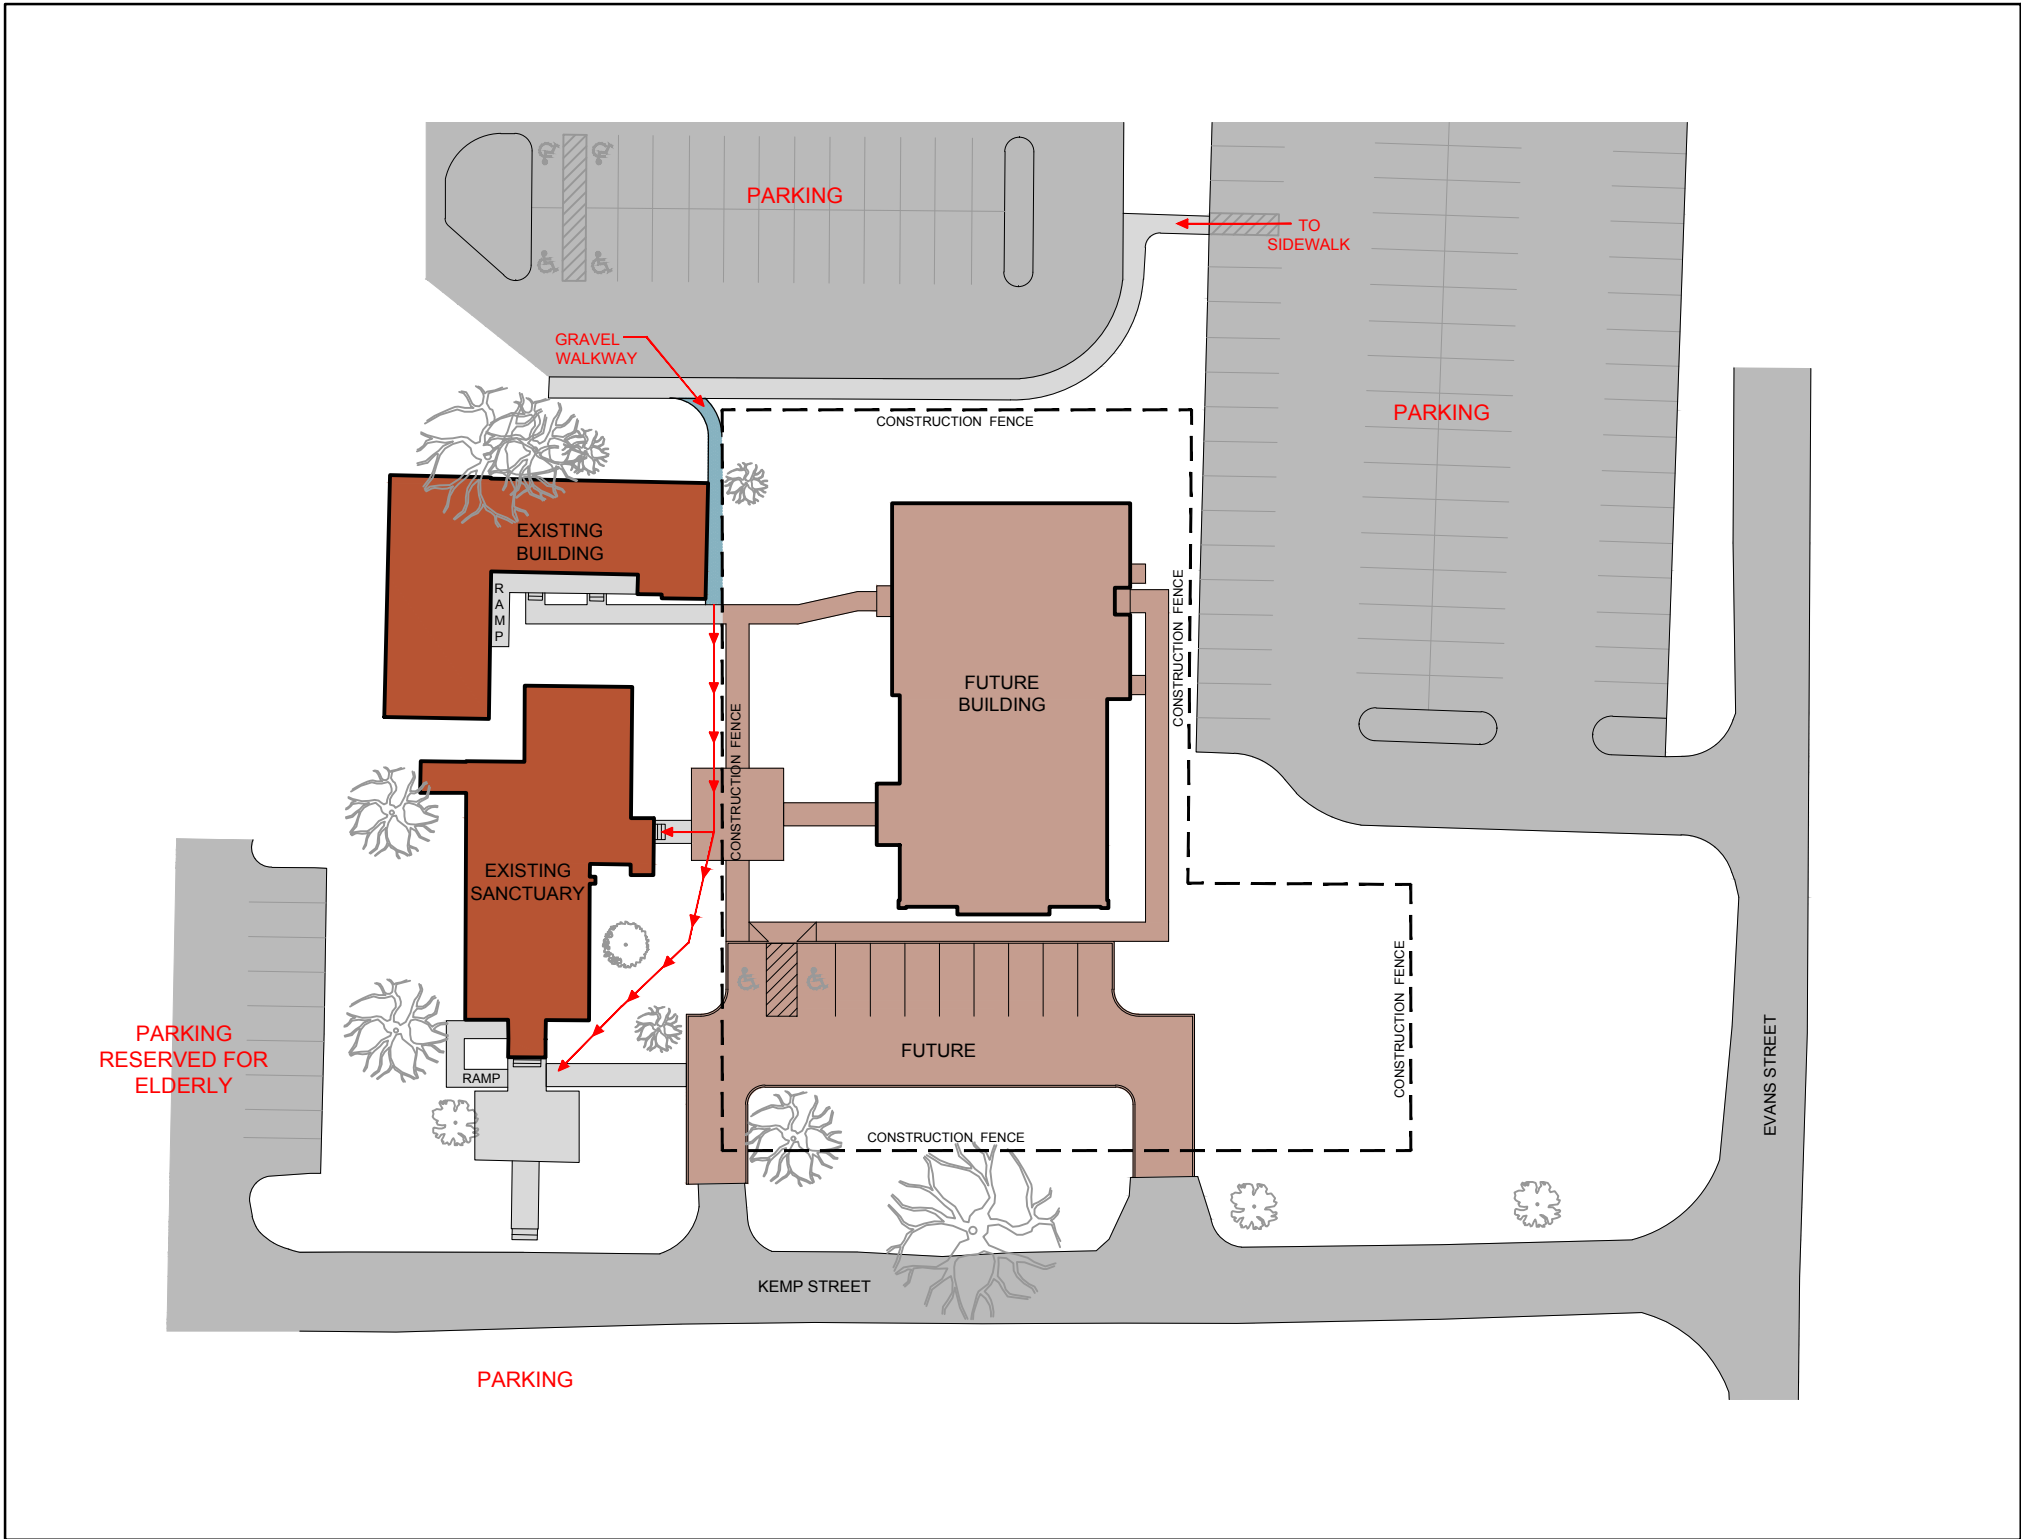 PARKING
TO
SIDEWALK
GRAVEL
WALKWAY
PARKING
CONSTRUCTION FENCE
EXISTING
BUILDING
RAMP
CONSTRUCTION FENCE
FUTURE
BUILDING
CONSTRUCTION FENCE
EXISTING
SANCTUARY
CONSTRUCTION FENCE
PARKING
RESERVED FOR
ELDERLY
FUTURE
RAMP
EVANS STREET
CONSTRUCTION FENCE
KEMP STREET
PARKING